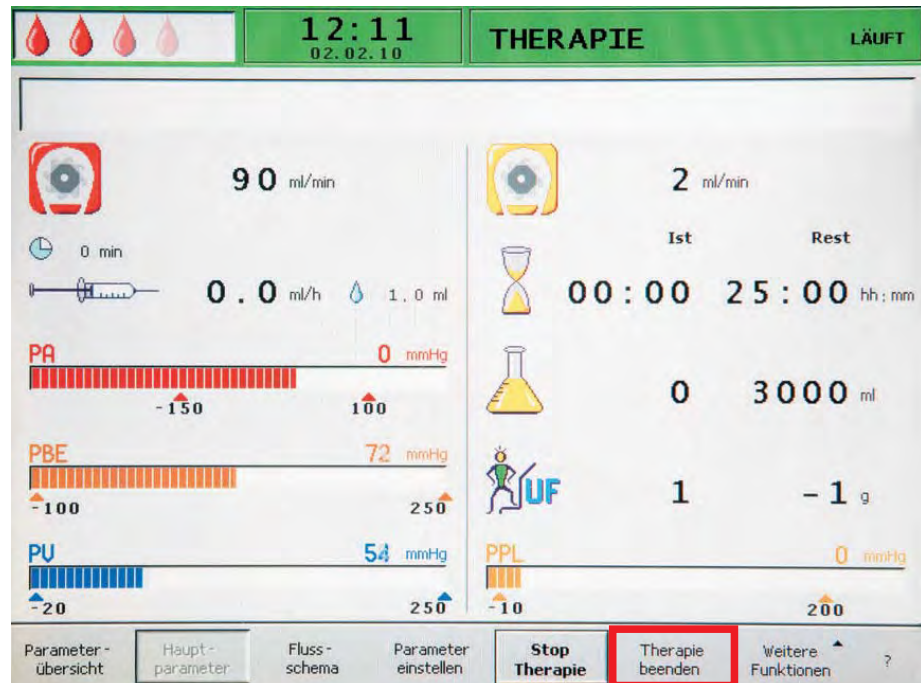 12:11
02.02.10
THERAPIE
LÄUFT
90 ml/min
2 ml/min
0 min
Ist Rest
0.0 ml/h 1.0 ml
00:00 25:00 hh:mm
PA 0 mmHg
-150 100
0 3000 ml
PBE 72 mmHg
-100 250
UF 1 -1 g
PV 54 mmHg
-20 250
PPL 0 mmHg
-10 200
Parameter-
übersicht
Haupt-
parameter
Fluss-
schema
Parameter
einstellen
Stop
Therapie
Therapie
beenden
Weitere
Funktionen
?